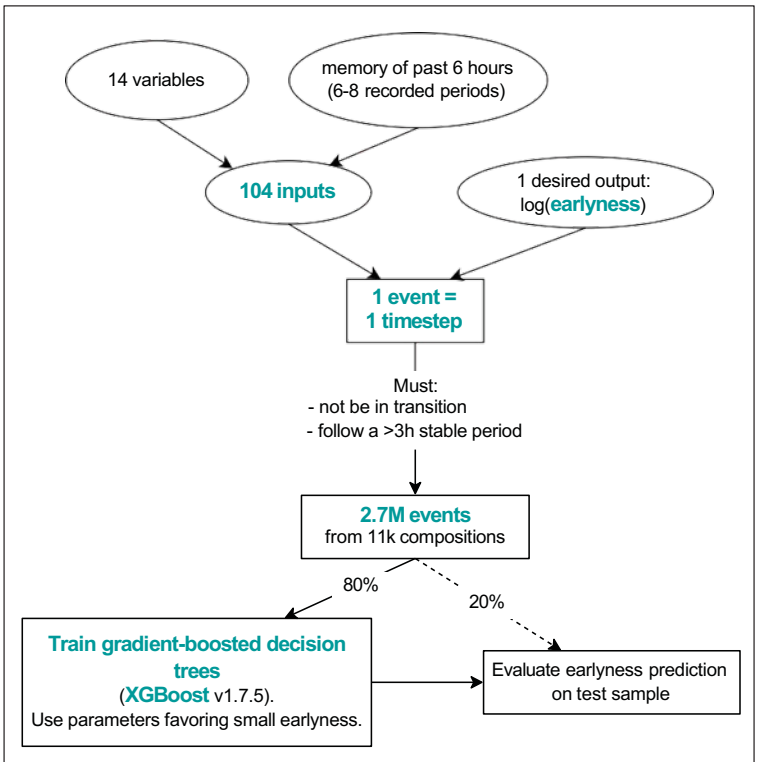 14 variables
memory of past 6 hours
(6-8 recorded periods)
104 inputs
1 desired output:
log(earlyness)
1 event =
1 timestep
Must:
- not be in transition
- follow a >3h stable period
2.7M events
from 11k compositions
80%
20%
Train gradient-boosted decision
trees
(XGBoost v1.7.5).
Use parameters favoring small earlyness.
Evaluate earlyness prediction
on test sample